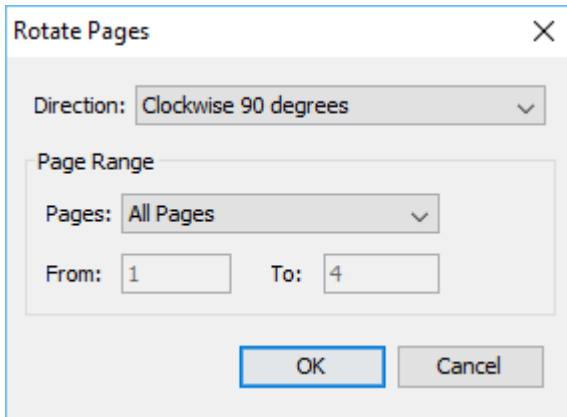 Rotate Pages
Direction: Clockwise 90 degrees
Page Range
Pages: All Pages
From: 1 To: 4
OK Cancel